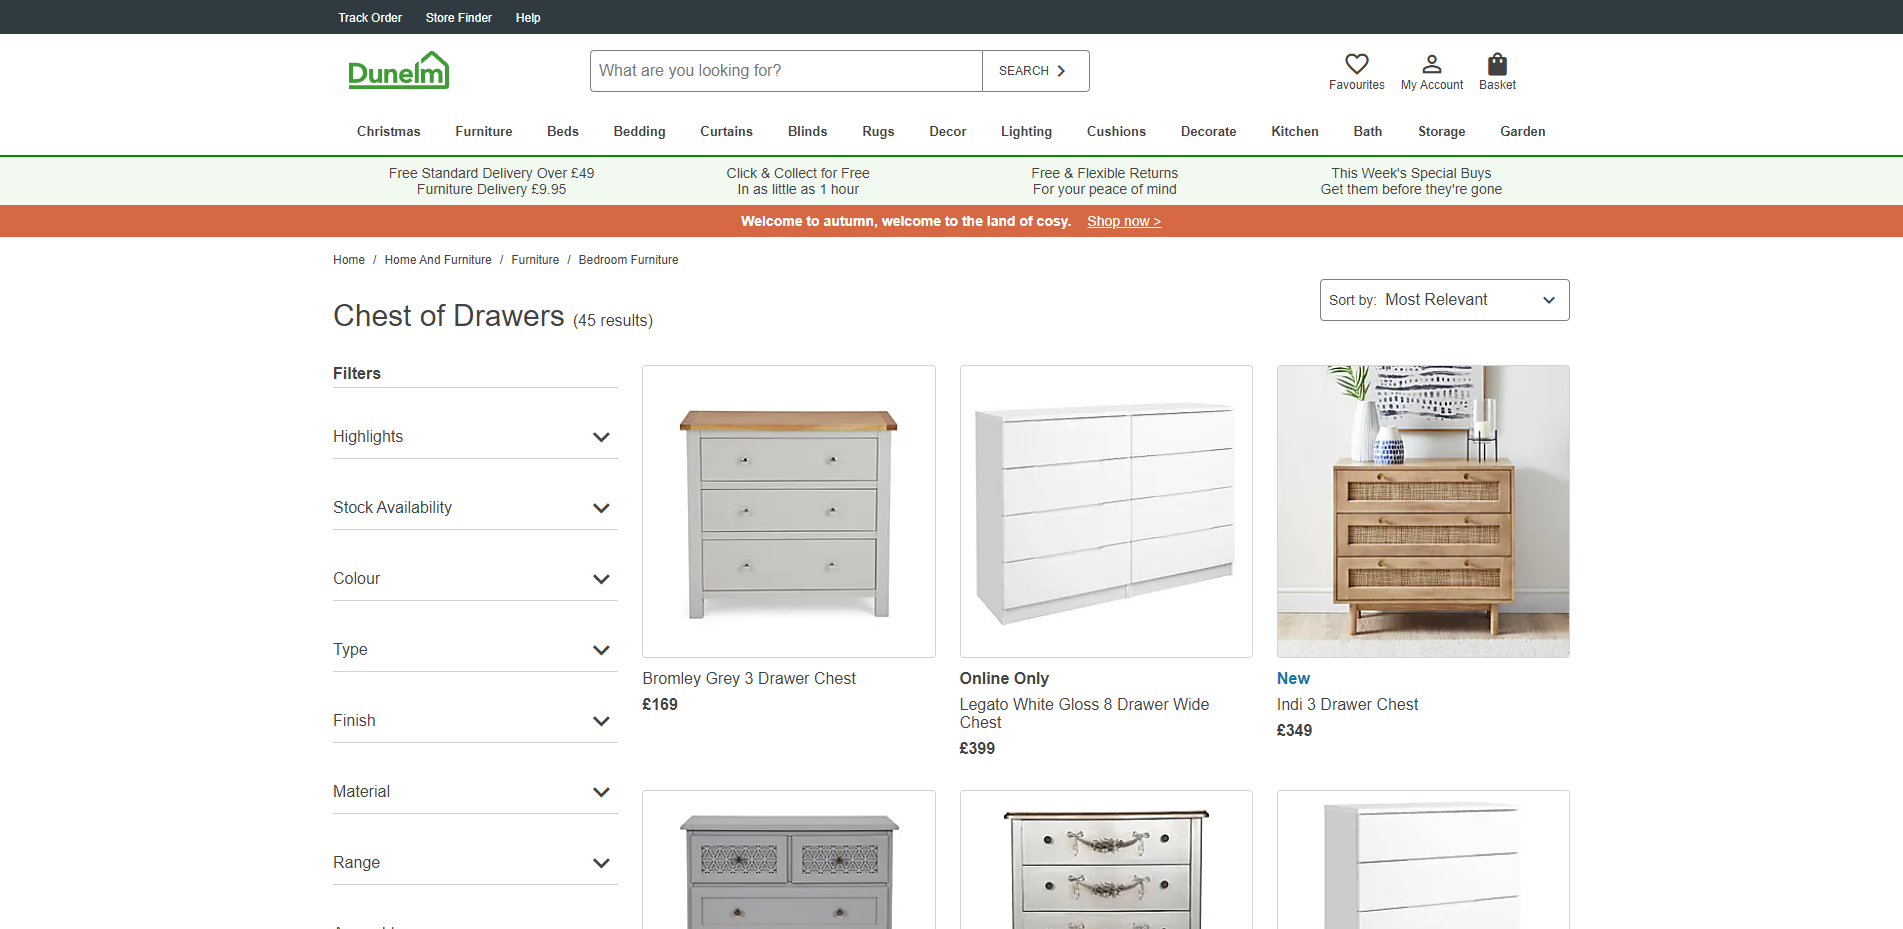 Track Order Store Finder Help
Dunelm
What are you looking for?
SEARCH
Favourites
My Account
Basket
Christmas Furniture Beds Bedding Curtains Blinds Rugs Decor Lighting Cushions Decorate Kitchen Bath Storage Garden
Free Standard Delivery Over £49
Furniture Delivery £9.95
Click & Collect for Free
In as little as 1 hour
Free & Flexible Returns
For your peace of mind
This Week's Special Buys
Get them before they're gone
Welcome to autumn, welcome to the land of cosy. Shop now >
Home / Home And Furniture / Furniture / Bedroom Furniture
Chest of Drawers (45 results)
Sort by: Most Relevant
Filters
Highlights
Stock Availability
Colour
Type
Finish
Material
Range
Bromley Grey 3 Drawer Chest
£169
Online Only
Legato White Gloss 8 Drawer Wide
Chest
£399
New
Indi 3 Drawer Chest
£349